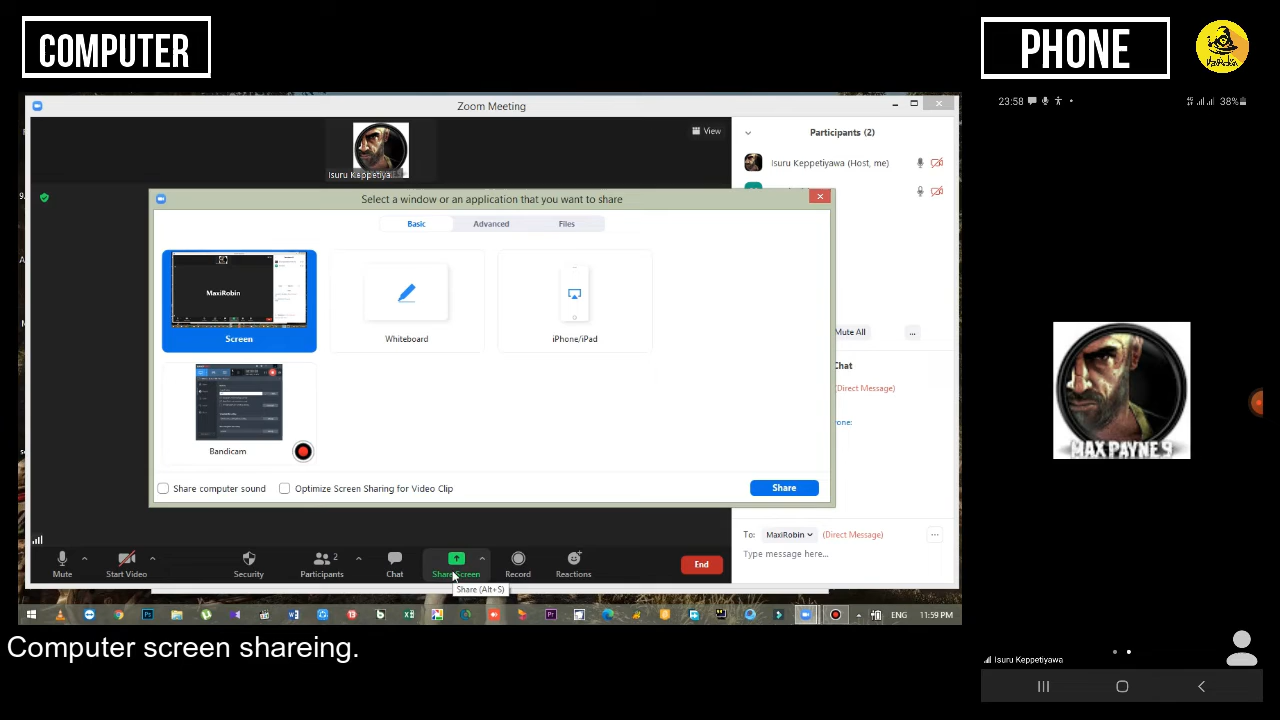 COMPUTER
PHONE
Zoom Meeting
View
Isuru Keppetiya...
Participants (2)
Isuru Keppetiyawa (Host, me)
Select a window or an application that you want to share
Basic
Advanced
Files
MaxiRobin
Screen
Whiteboard
iPhone/iPad
Bandicam
Share computer sound
Optimize Screen Sharing for Video Clip
Share
Mute All
...
Chat
(Direct Message)
one:
To: MaxiRobin (Direct Message)
Type message here...
Mute
Start Video
Security
Participants 2
Chat
Share Screen
Record
Reactions
End
Share (Alt+S)
ENG 11:59 PM
Computer screen shareing.
23:58
38%
MAX PAYNE 9
Isuru Keppetiyawa